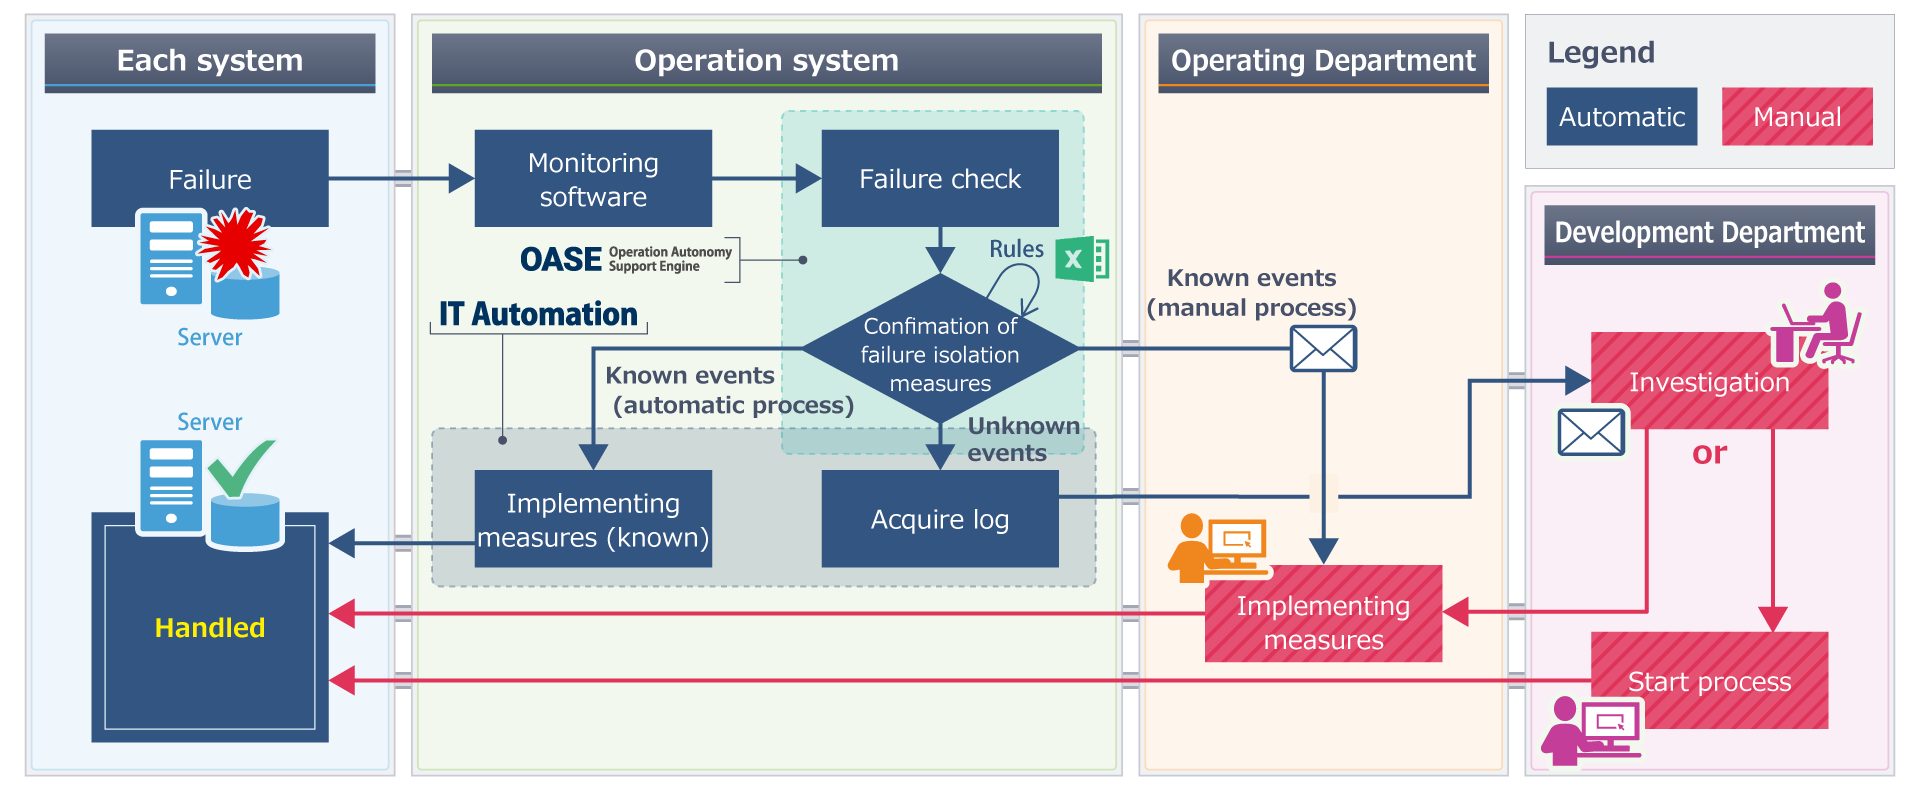 Each system
Operation system
Operating Department
Legend
Automatic
Manual
Failure
Monitoring
software
Failure check
Development Department
OASE
Operation Autonomy
Support Engine
Rules
Known events
(manual process)
Server
IT Automation
Confimation of
failure isolation
measures
Known events
(automatic process)
Investigation
Server
Unknown
events
or
Implementing
measures (known)
Acquire log
Handled
Implementing
measures
Start process